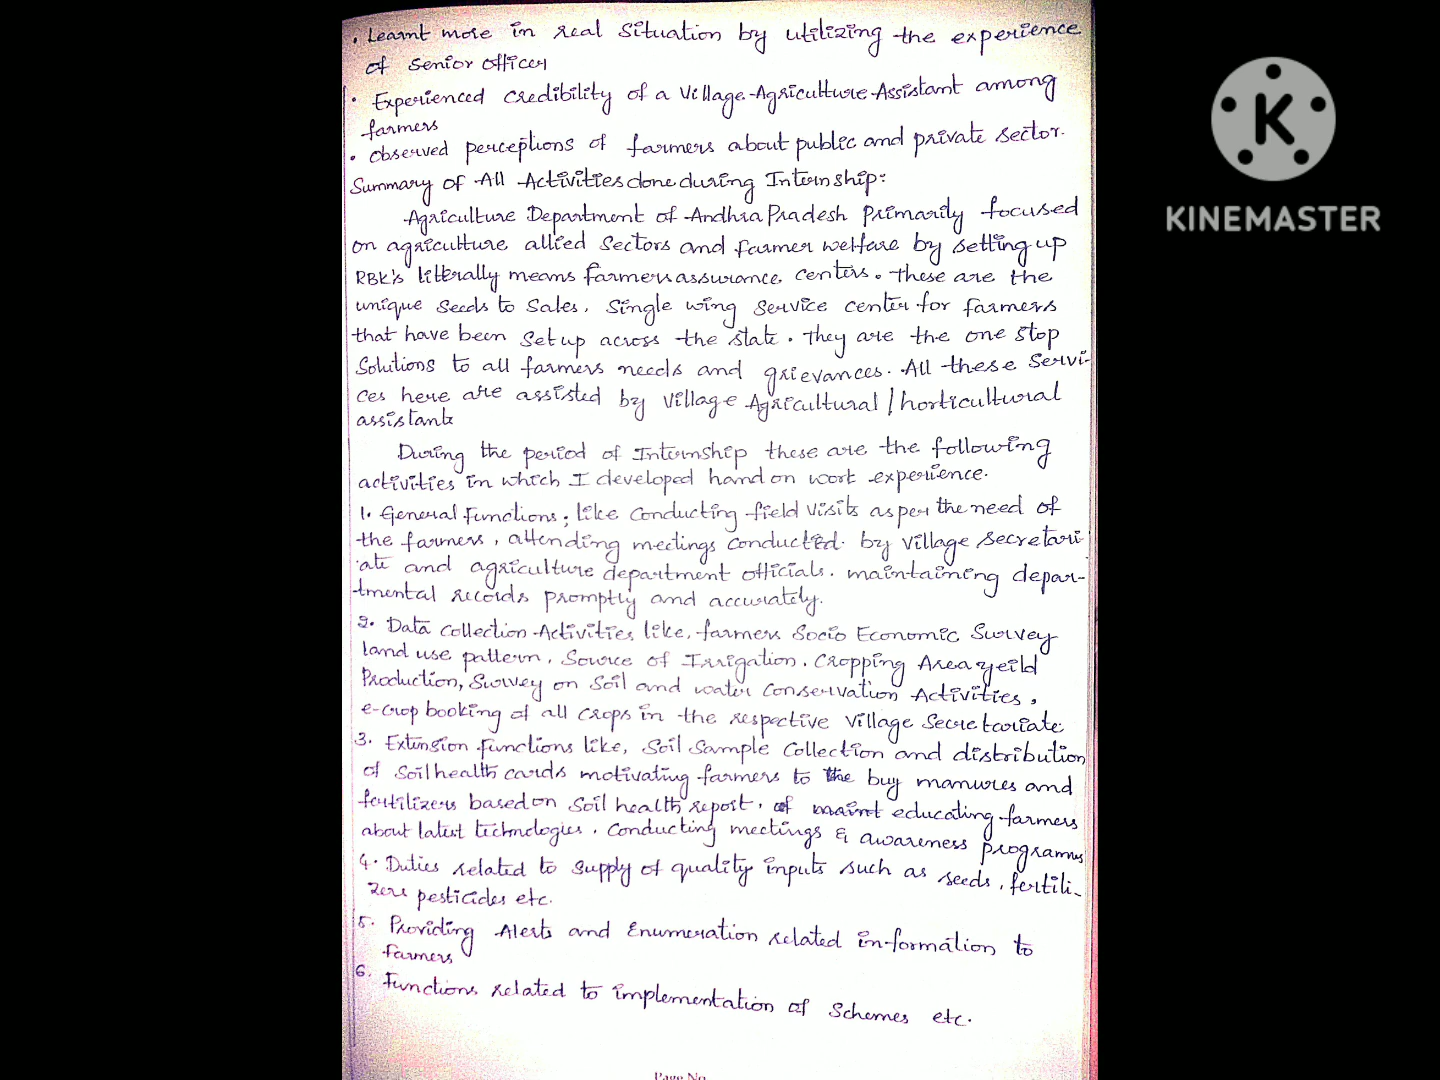 • Learnt more in real situation by utilizing the experience
of senior officer
• Experienced credibility of a Village Agriculture Assistant among
farmers
• Observed perceptions of farmers about public and private sector.
Summary of All Activities done during Internship:
Agriculture Department of Andhra Pradesh Primarily focused
on agriculture, allied sectors and farmer welfare by setting up
RBK's litterally means farmers assurance centers. These are the
unique seeds to sales, single wing service center for farmers
that have been setup across the state. They are the one stop
Solutions to all farmers needs and grievances. All these servi-
ces here are assisted by village Agricultural / horticultural
assistants
During the period of Internship these are the following
activities in which I developed hand on work experience.
1. General Functions; like conducting field visits as per the need of
the farmers, attending meetings conducted by village secretari-
ate and agriculture department officials. maintaining depar-
tmental records promptly and accurately.
2. Data collection Activities like, farmers Socio Economic Survey
land use pattern, Source of Irrigation. Cropping Area yeild
Production, Survey on soil and water conservation Activities,
e-crop booking of all crops in the respective village secretariate
3. Extension functions like, soil sample collection and distribution
of soil health cards motivating farmers to the buy manures and
fertilizers based on soil health report, of maint educating farmers
about latest technologies. conducting meetings & awareness programms
4. Duties related to supply of quality inputs such as seeds, fertili-
zers pesticides etc.
5. Providing Alerts and Enumeration related information to
farmers
6. Functions related to implementation of schemes etc.
Page No
K
KINEMASTER